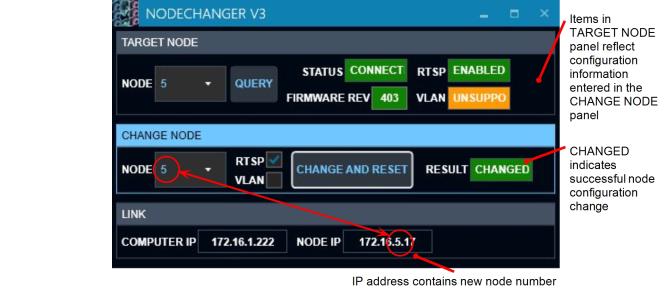 NODECHANGER V3
TARGET NODE
NODE 5 QUERY STATUS CONNECT RTSP ENABLED
FIRMWARE REV 403 VLAN UNSUPPO
CHANGE NODE
NODE 5 RTSP VLAN CHANGE AND RESET RESULT CHANGED
LINK
COMPUTER IP 172.16.1.222 NODE IP 172.16.5.17
Items in
TARGET NODE
panel reflect
configuration
information
entered in the
CHANGE NODE
panel
CHANGED
indicates
successful node
configuration
change
IP address contains new node number